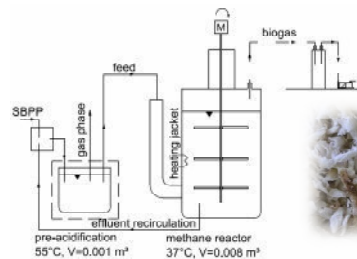 M
biogas
feed
SBPP
gas phase
heating jacket
effluent recirculation
pre-acidification
55°C, V=0.001 m³
methane reactor
37°C, V=0.008 m³